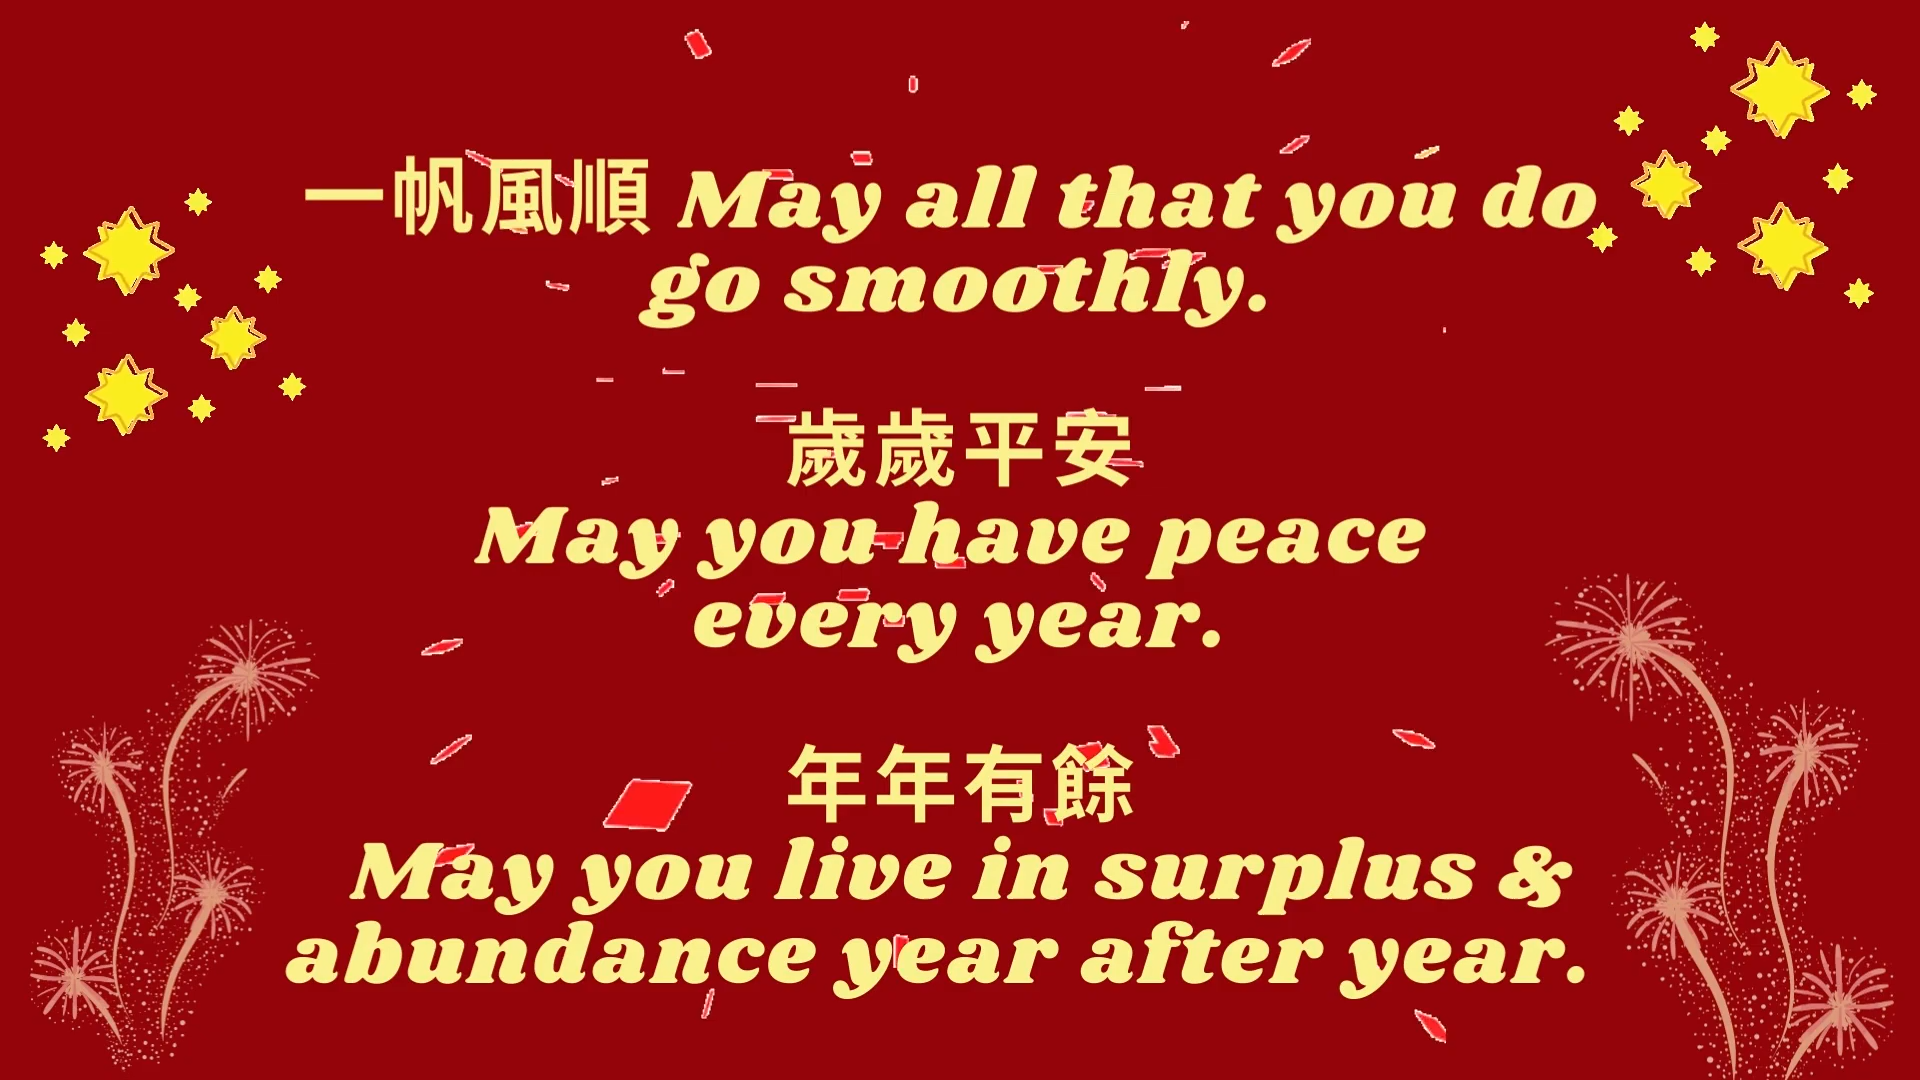 一帆風順 May all that you do
go smoothly.
歲歲平安
May you have peace
every year.
年年有餘
May you live in surplus &
abundance year after year.